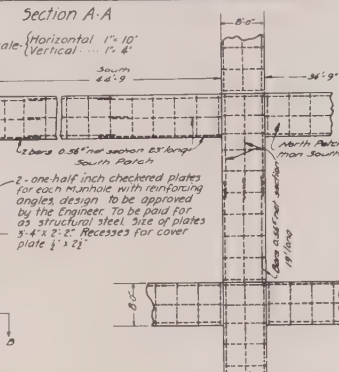 Section A-A
Scale- Horizontal 1"= 10'
Vertical .... 1"= 4'
8'-0"
South
44'-9
36'-9"
2 bars 0.56" net section 23' long
South Patch
North Patch
than South
2 - one-half inch checkered plates
for each manhole with reinforcing
angles, design to be approved
by the Engineer. To be paid for
as structural steel. Size of plates
3'-4" x 2'-2". Recesses for cover
plate ½" x 2½"
Bars 0.56" net section
19' long
8'-0"
B